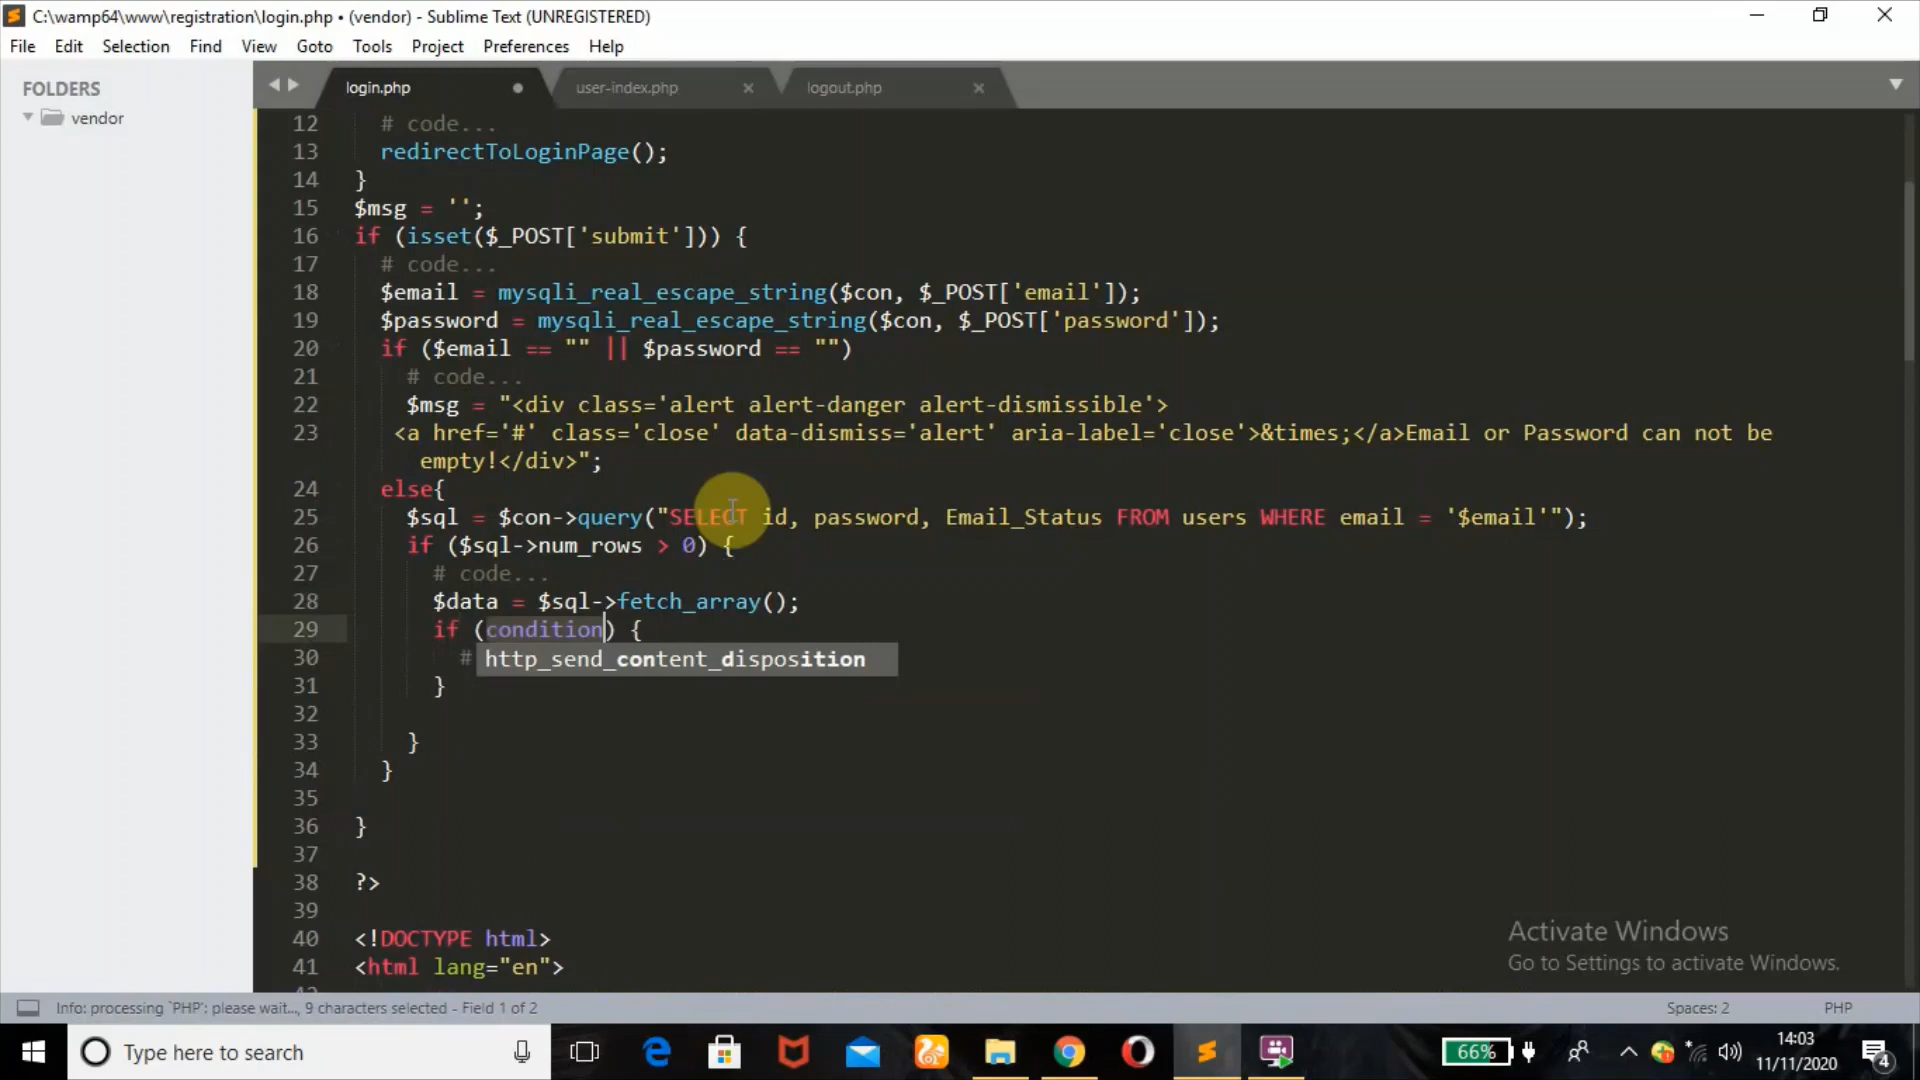 C:\wamp64\www\registration\login.php • (vendor) - Sublime Text (UNREGISTERED)
File Edit Selection Find View Goto Tools Project Preferences Help
FOLDERS
vendor
login.php user-index.php logout.php
12 # code...
13 redirectToLoginPage();
14 }
15 $msg = '';
16 if (isset($_POST['submit'])) {
17 # code...
18 $email = mysqli_real_escape_string($con, $_POST['email']);
19 $password = mysqli_real_escape_string($con, $_POST['password']);
20 if ($email == "" || $password == "")
21 # code...
22 $msg = "<div class='alert alert-danger alert-dismissible'>
23 <a href='#' class='close' data-dismiss='alert' aria-label='close'>&times;</a>Email or Password can not be
empty!</div>";
24 else{
25 $sql = $con->query("SELECT id, password, Email_Status FROM users WHERE email = '$email'");
26 if ($sql->num_rows > 0) {
27 # code...
28 $data = $sql->fetch_array();
29 if (condition) {
30 # http_send_content_disposition
31 }
32
33 }
34 }
35
36 }
37
38 ?>
39
40 <!DOCTYPE html>
41 <html lang="en">
Activate Windows
Go to Settings to activate Windows.
Info: processing `PHP': please wait..., 9 characters selected - Field 1 of 2 Spaces: 2 PHP
Type here to search 66% 14:03
11/11/2020 4